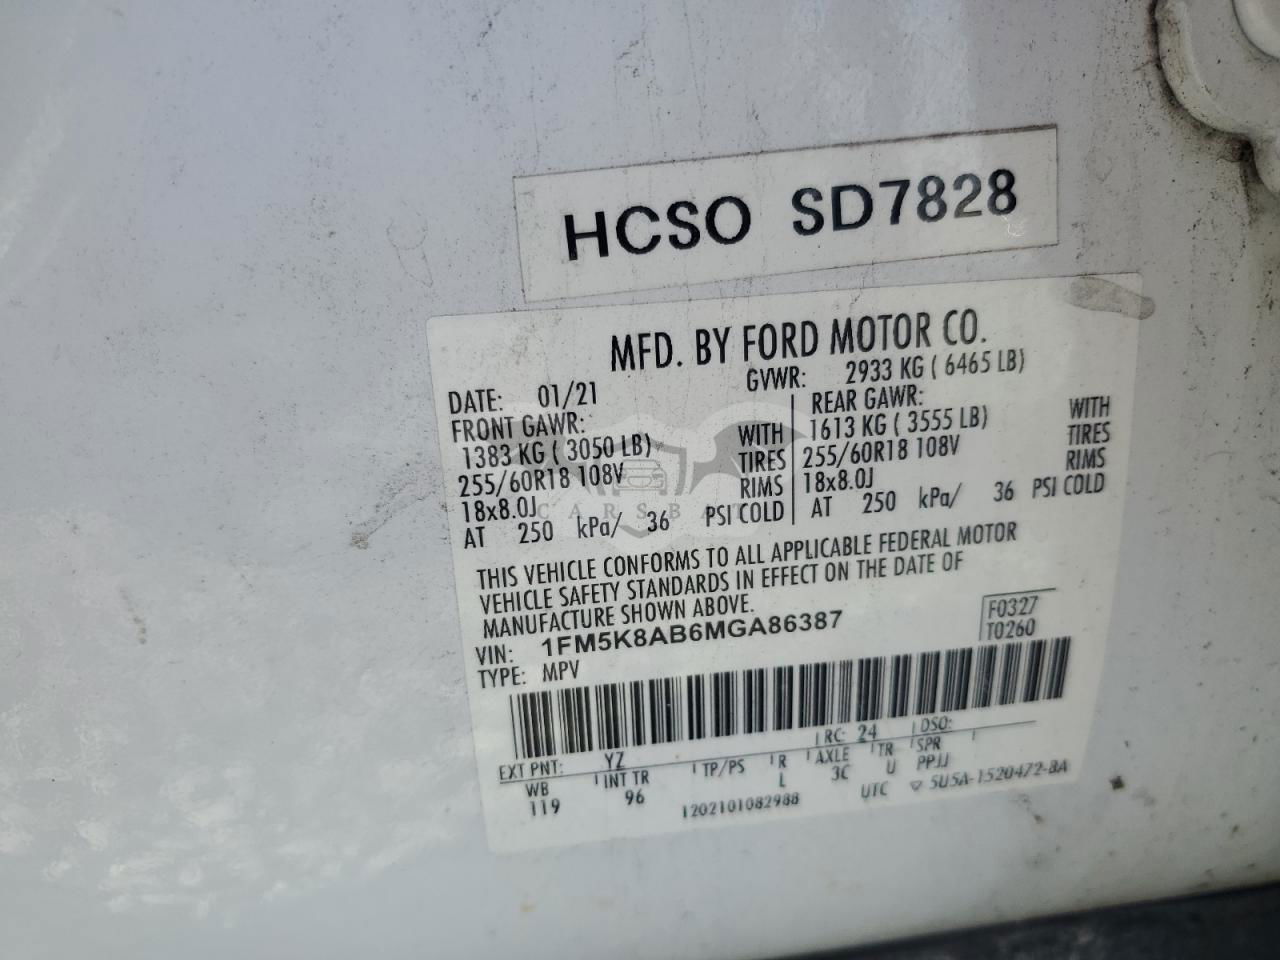 HCSO SD7828
MFD. BY FORD MOTOR CO.
DATE: 01/21 GVWR: 2933 KG ( 6465 LB)
FRONT GAWR: REAR GAWR:
1383 KG ( 3050 LB) WITH 1613 KG ( 3555 LB) WITH
255/60R18 108V TIRES 255/60R18 108V TIRES
18x8.0J RIMS 18x8.0J RIMS
AT 250 kPa/ 36 PSI COLD AT 250 kPa/ 36 PSI COLD
THIS VEHICLE CONFORMS TO ALL APPLICABLE FEDERAL MOTOR
VEHICLE SAFETY STANDARDS IN EFFECT ON THE DATE OF
MANUFACTURE SHOWN ABOVE.
VIN: 1FM5K8AB6MGA86387 F0327
TYPE: MPV T0260
EXT PNT: YZ RC: 24 DSO:
WB INT TR TP/PS R AXLE TR SPR
119 96 L 3C U PPJJ
1202101082988 UTC ▽ 5U5A-1520472-BA